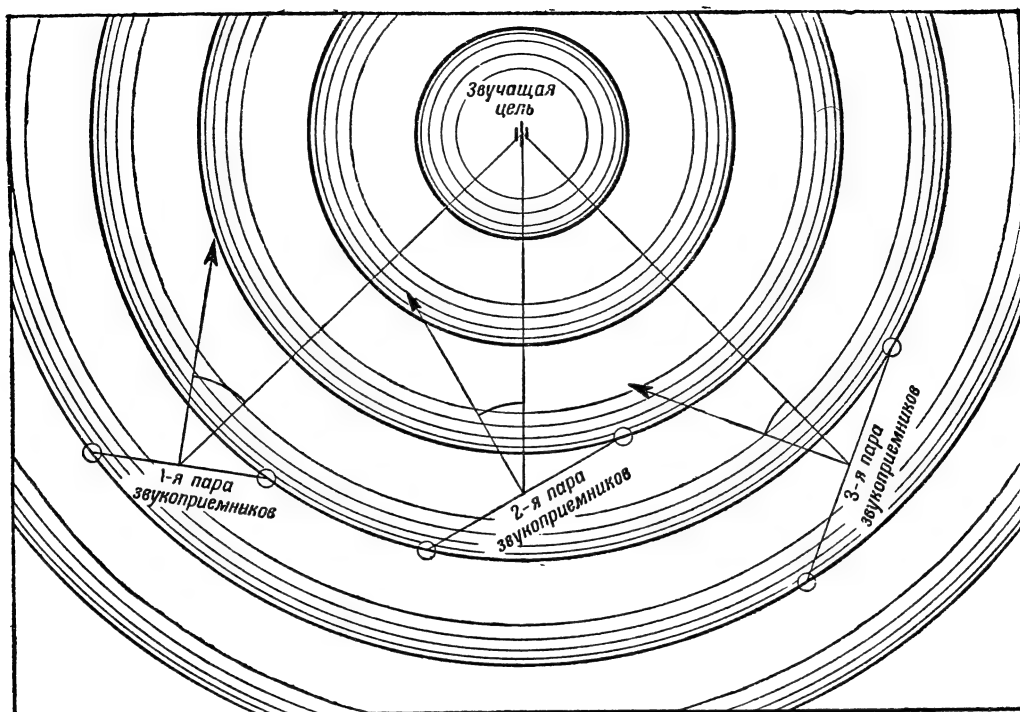 Звучащая
цель
1-я пара
звукоприемников
2-я пара
звукоприемников
3-я пара
звукоприемников